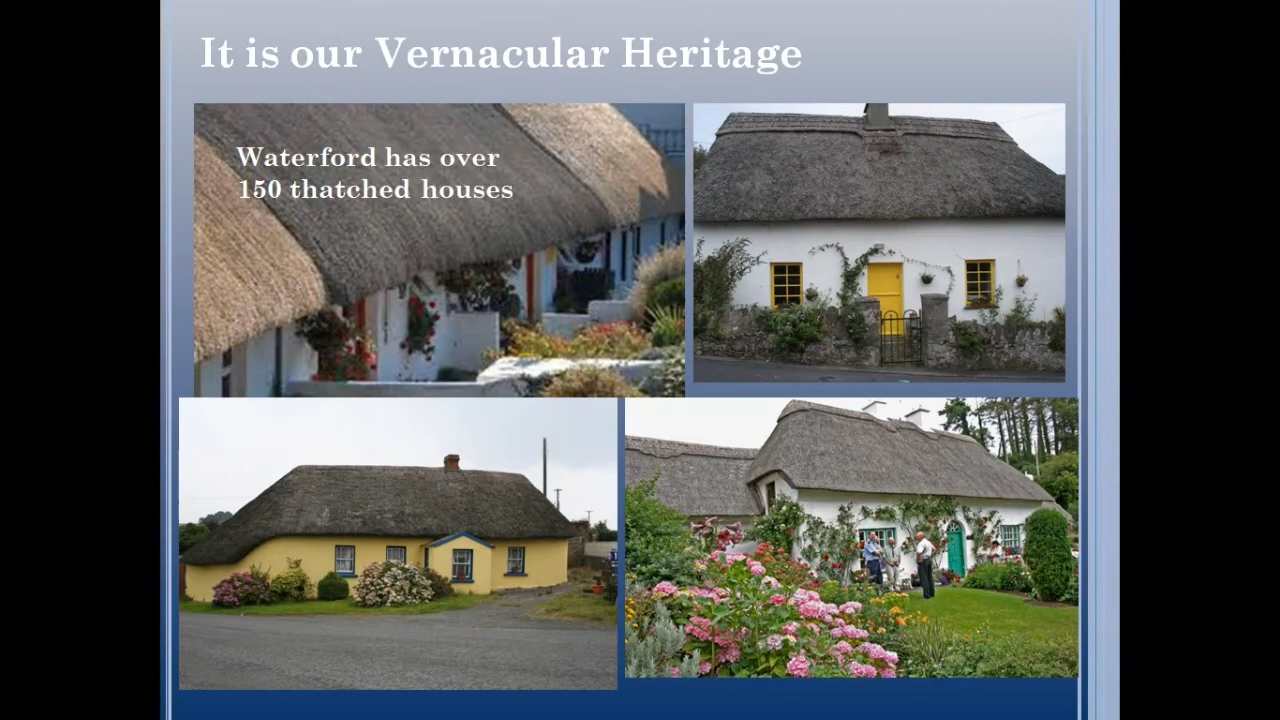 It is our Vernacular Heritage
Waterford has over
150 thatched houses